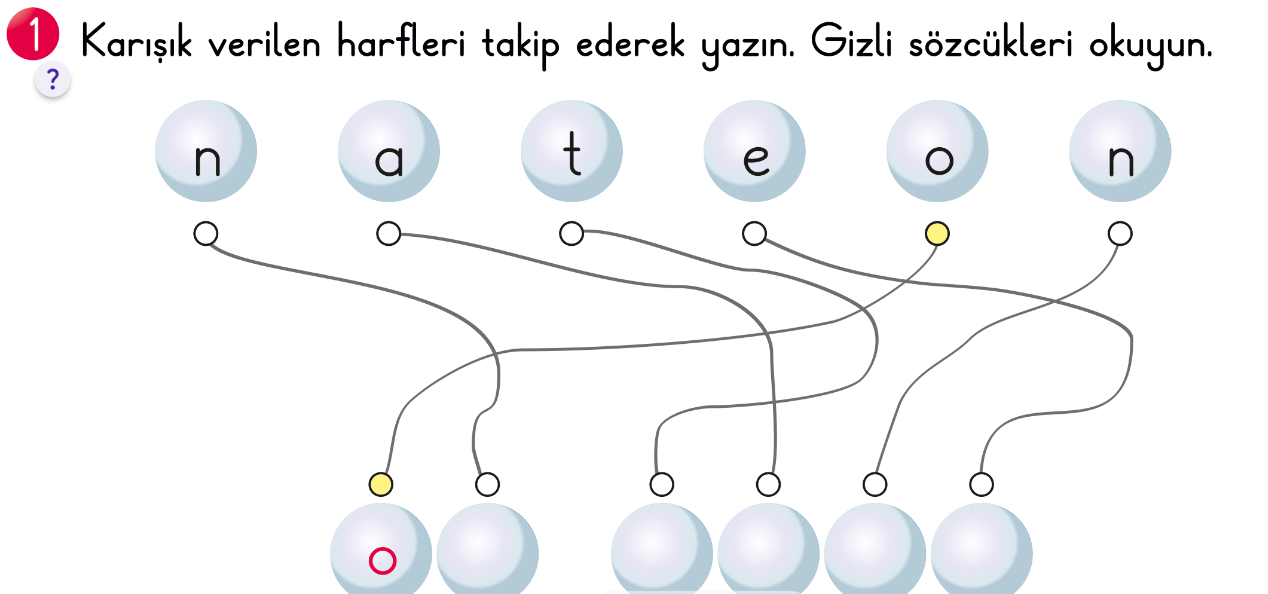 1 Karışık verilen harfleri takip ederek yazın. Gizli sözcükleri okuyun.
?
n a t e o n
o